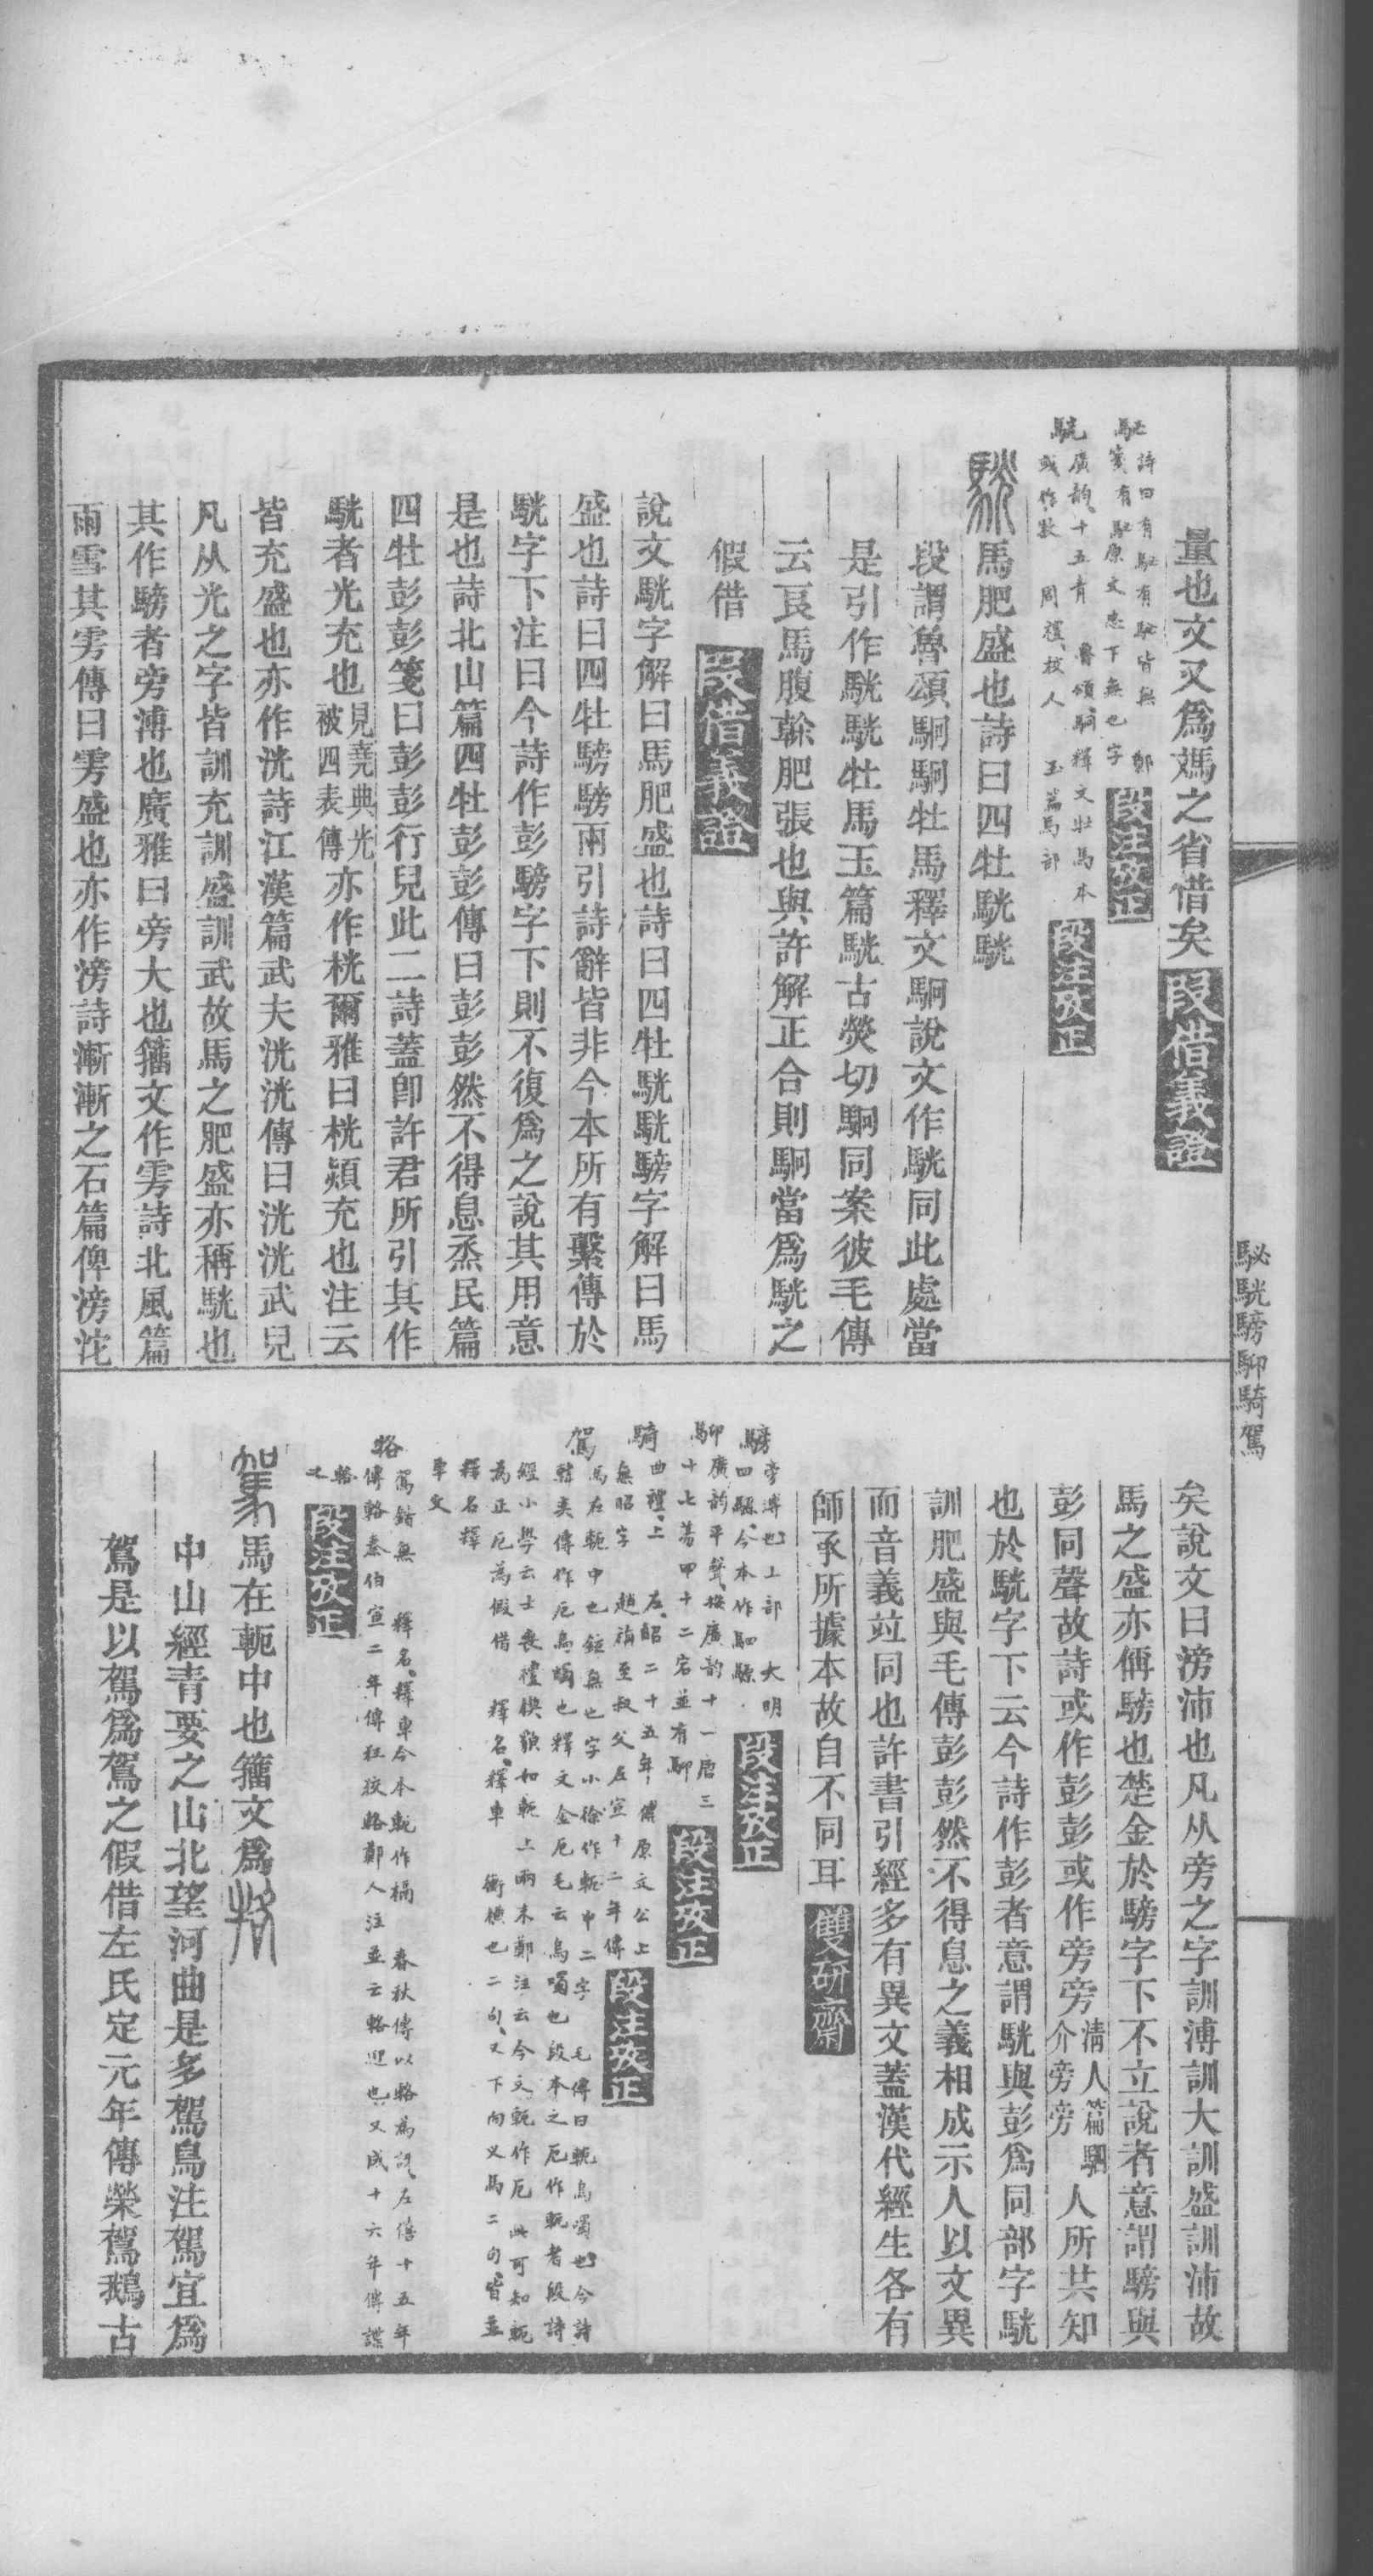 量也文又爲㺉之省借矣 叚借義證
駜 詩曰有駜有駜皆無 鄭
箋有駜原文悉下無也字 段注攷正
駫 廣韵、十五青 魯頌、駉釋文牡馬本
或作牧 周禮、校人 玉篇馬部 段注攷正
馬肥盛也詩曰四牡駫駫
段謂魯頌駉駉牡馬釋文駉說文作駫同此處當
是引作駫駫牡馬玉篇駫古熒切駉同案彼毛傳
云良馬腹榦肥張也與許解正合則駉當爲駫之
假借 叚借義證
說文駫字解曰馬肥盛也詩曰四牡駫駫騯字解曰馬
盛也詩曰四牡騯騯兩引詩辭皆非今本所有繫傳於
駫字下注曰今詩作彭騯字下則不復爲之說其用意
是也詩北山篇四牡彭彭傳曰彭彭然不得息烝民篇
四牡彭彭箋曰彭彭行皃此二詩蓋卽許君所引其作
駫者光充也見堯典光被四表傳亦作桄爾雅曰桄熲充也注云
皆充盛也亦作洸詩江漢篇武夫洸洸傳曰洸洸武皃
凡从光之字皆訓充訓盛訓武故馬之肥盛亦稱駫也
其作騯者旁溥也廣雅曰旁大也籒文作雱詩北風篇
雨雪其雱傳曰雱盛也亦作滂詩漸漸之石篇俾滂沱
駜駫騯䭹騎駕
矣說文曰滂沛也凡从旁之字訓溥訓大訓盛訓沛故
馬之盛亦偁騯也楚金於騯字下不立說者意謂騯與
彭同聲故詩或作彭彭或作旁旁清人篇駟介旁旁人所共知
也於駫字下云今詩作彭者意謂駫與彭爲同部字駫
訓肥盛與毛傳彭彭然不得息之義相成示人以文異
而音義竝同也許書引經多有異文蓋漢代經生各有
師承所據本故自不同耳 雙硏齋
騯 旁溥也上部 大明
四騵、今本作駟騵 段注攷正
䭹 廣韵平聲、按廣韵十一唐三
十七蕩卌十二宕並有䭹 段注攷正
騎 曲禮、上 左、昭二十五年、傳原文公上
無昭字 趙旃至叔父左宣十二年傳 段注攷正
駕 馬在軛中也鉉無也字小徐作軛中二字 毛傳曰軛烏噣也今詩
韓奕傳作厄烏噣也釋文金厄毛云烏噣也段本之厄作軛者段詩
經小學云士喪禮楔貌如軛上兩末鄭注云今文軛作厄此可知軛
為正厄為假借 釋名、釋車 衡橫也二句、又下向又馬二句、皆並
釋名釋
車文
輅 駕鍇無 釋名、釋車今本軛作槅 春秋傳以輅為訝、左僖十五年
傳輅秦伯宣二年傳狂狡輅鄭人注並云輅迎也又成十六年傳諜
輅
之 段注攷正
馬在軛中也籒文爲
中山經青要之山北望河曲是多駕鳥注駕宜爲
鴐是以駕爲鴐之假借左氏定元年傳榮駕鵝古